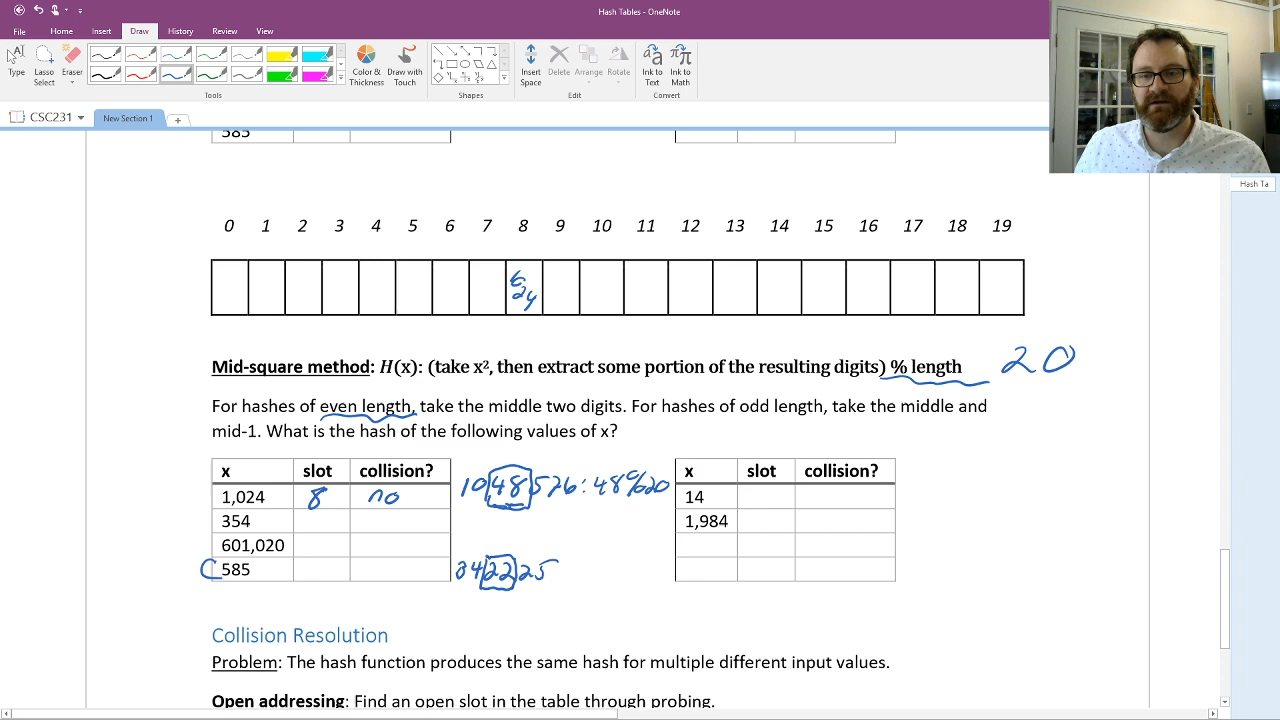 Hash Tables - OneNote
File Home Insert Draw History Review View
Type Lasso Select Eraser Color & Thickness Draw with Touch Insert Space Delete Arrange Rotate Ink to Text Ink to Math
Tools Shapes Edit Convert
CSC231 New Section 1 +
Hash Ta
585
0 1 2 3 4 5 6 7 8 9 10 11 12 13 14 15 16 17 18 19
Mid-square method: H(x): (take x², then extract some portion of the resulting digits) % length 20
For hashes of even length, take the middle two digits. For hashes of odd length, take the middle and
mid-1. What is the hash of the following values of x?
x slot collision? x slot collision?
1,024 8 no 1048576: 48%20 14
354 1,984
601,020
585 342225
Collision Resolution
Problem: The hash function produces the same hash for multiple different input values.
Open addressing: Find an open slot in the table through probing.